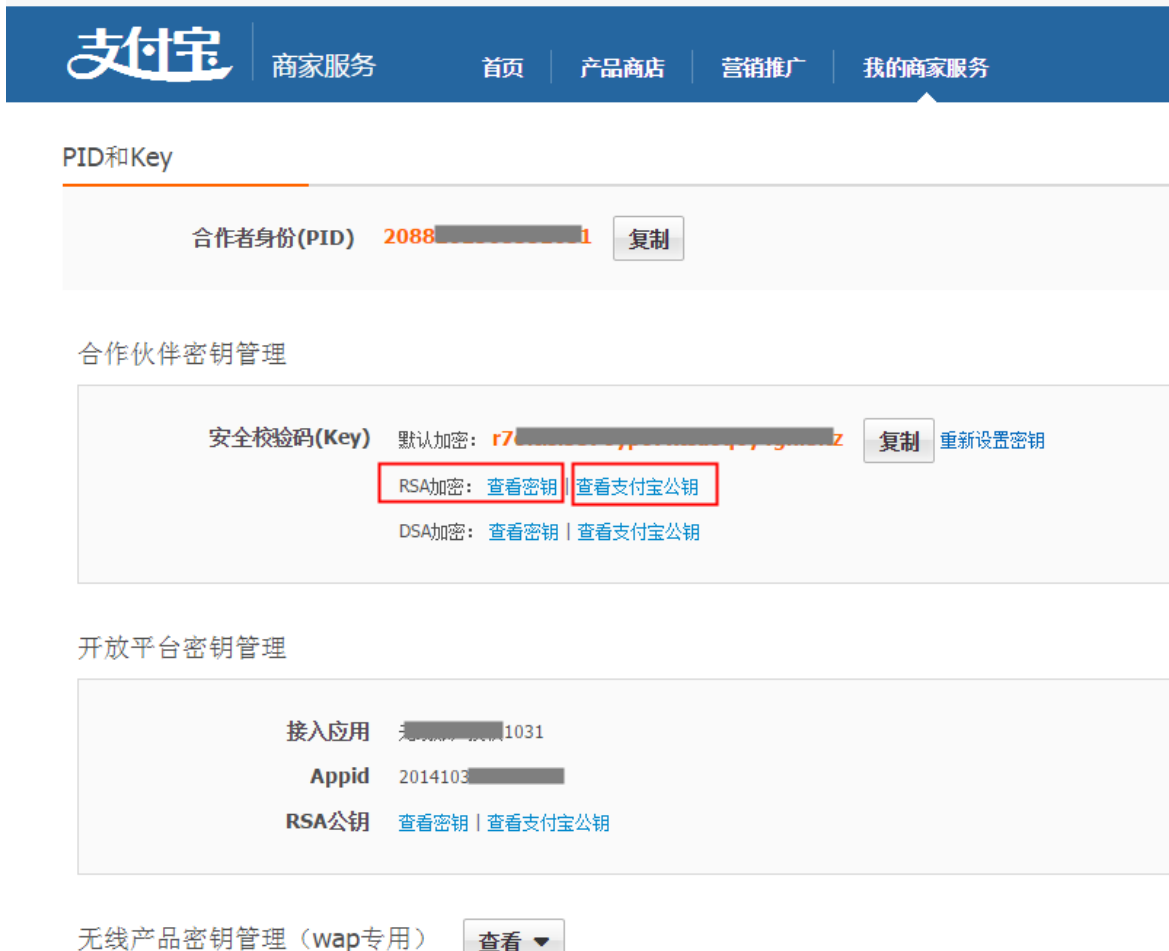 支付宝 商家服务 首页 产品商店 营销推广 我的商家服务
PID和Key
合作者身份(PID) 2088 1 复制
合作伙伴密钥管理
安全校验码(Key) 默认加密: r7 z 复制 重新设置密钥
RSA加密: 查看密钥 | 查看支付宝公钥
DSA加密: 查看密钥 | 查看支付宝公钥
开放平台密钥管理
接入应用 1031
Appid 2014103
RSA公钥 查看密钥 | 查看支付宝公钥
无线产品密钥管理（wap专用） 查看